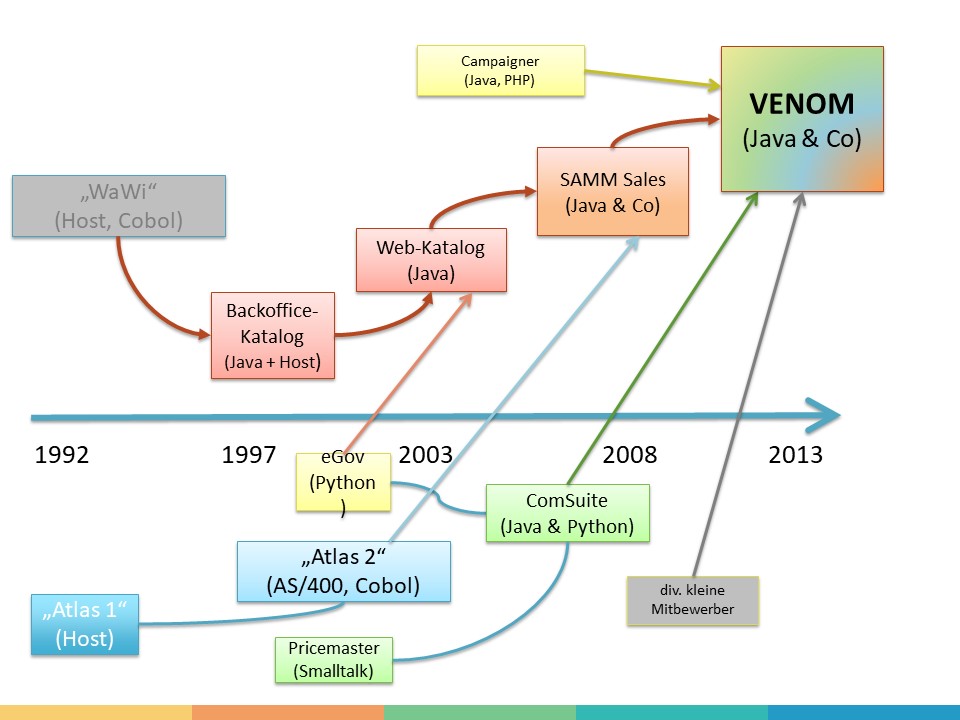 Campaigner
(Java, PHP)
VENOM
(Java & Co)
„WaWi“
(Host, Cobol)
SAMM Sales
(Java & Co)
Web-Katalog
(Java)
Backoffice-
Katalog
(Java + Host)
1992
1997
2003
2008
2013
eGov
(Python
)
ComSuite
(Java & Python)
„Atlas 2“
(AS/400, Cobol)
div. kleine
Mitbewerber
„Atlas 1“
(Host)
Pricemaster
(Smalltalk)